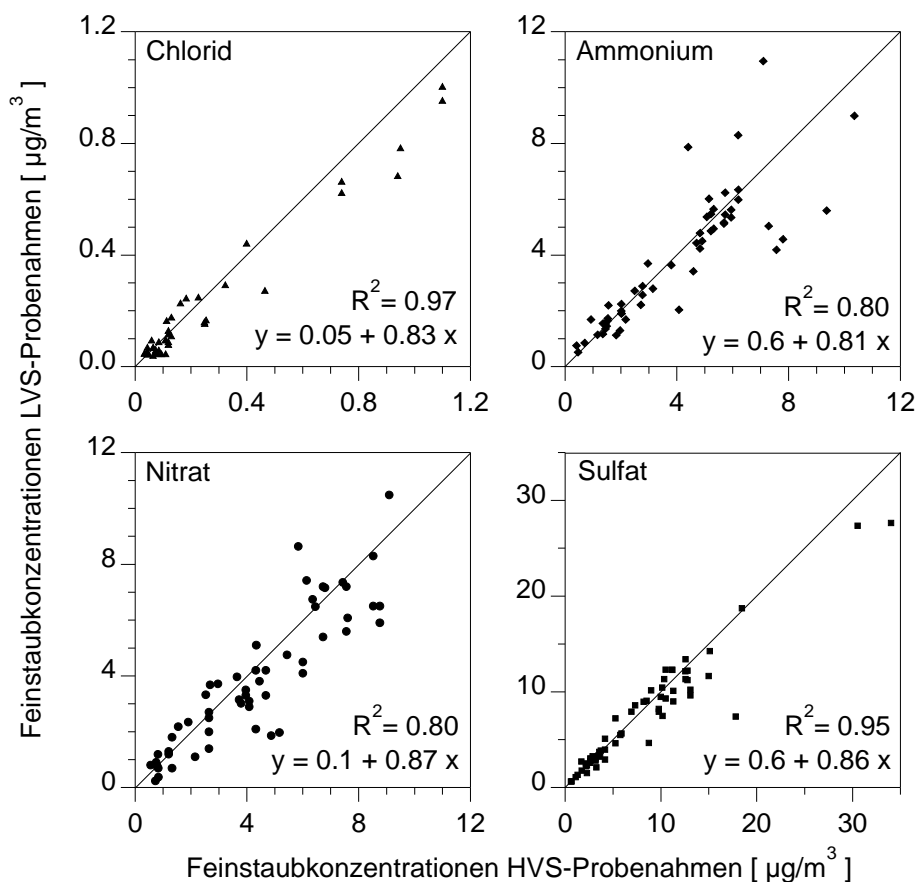 Feinstaubkonzentrationen LVS-Probenahmen [ µg/m³ ]
1.2
0.8
0.4
0.0
Chlorid
R² = 0.97
y = 0.05 + 0.83 x
0 0.4 0.8 1.2
12
8
4
0
Ammonium
R² = 0.80
y = 0.6 + 0.81 x
0 4 8 12
12
8
4
0
Nitrat
R² = 0.80
y = 0.1 + 0.87 x
0 4 8 12
35
30
20
10
0
Sulfat
R² = 0.95
y = 0.6 + 0.86 x
0 10 20 30
Feinstaubkonzentrationen HVS-Probenahmen [ µg/m³ ]